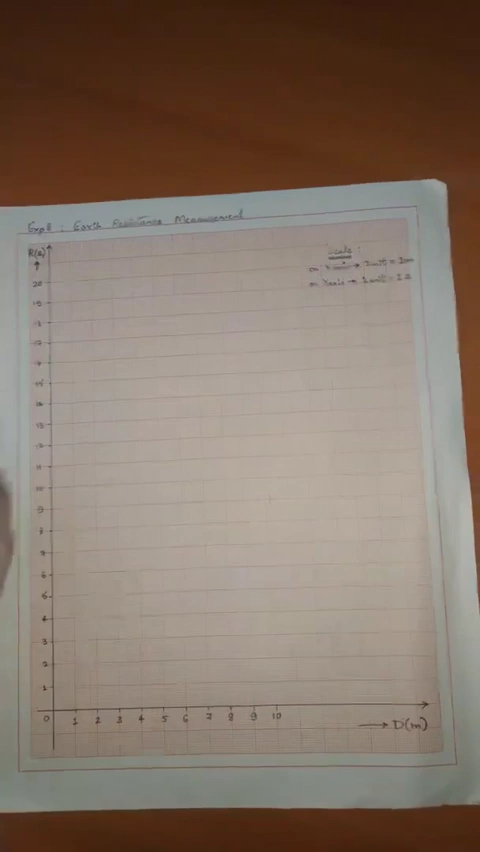 Exp 8 : Earth Resistance Measurement
R(Ω)
Scale :
on X axis → 1 unit = 1m
on Y axis → 1 unit = 1 Ω
20
19
18
17
16
15
14
13
12
11
10
9
8
7
6
5
4
3
2
1
0 1 2 3 4 5 6 7 8 9 10
→ D(m)